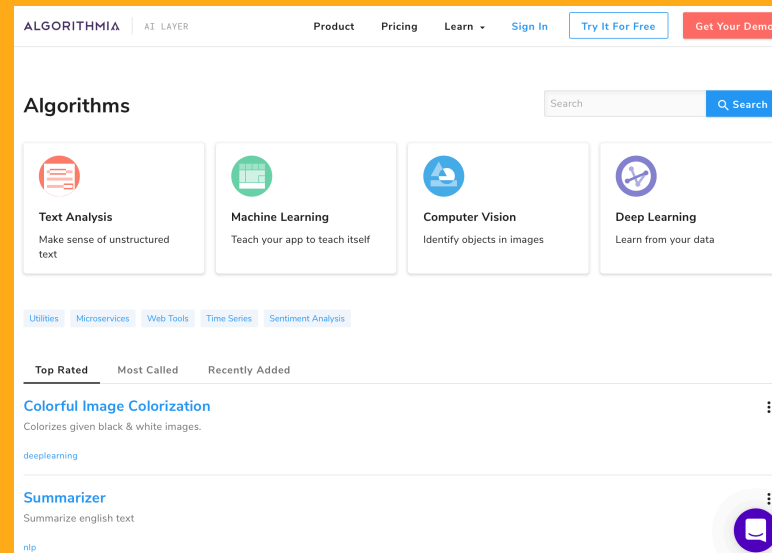 ALGORITHMIA AI LAYER Product Pricing Learn Sign In Try It For Free Get Your Demo
Algorithms Search Search
Text Analysis
Make sense of unstructured
text
Machine Learning
Teach your app to teach itself
Computer Vision
Identify objects in images
Deep Learning
Learn from your data
Utilities Microservices Web Tools Time Series Sentiment Analysis
Top Rated Most Called Recently Added
Colorful Image Colorization
Colorizes given black & white images.
deeplearning
Summarizer
Summarize english text
nlp